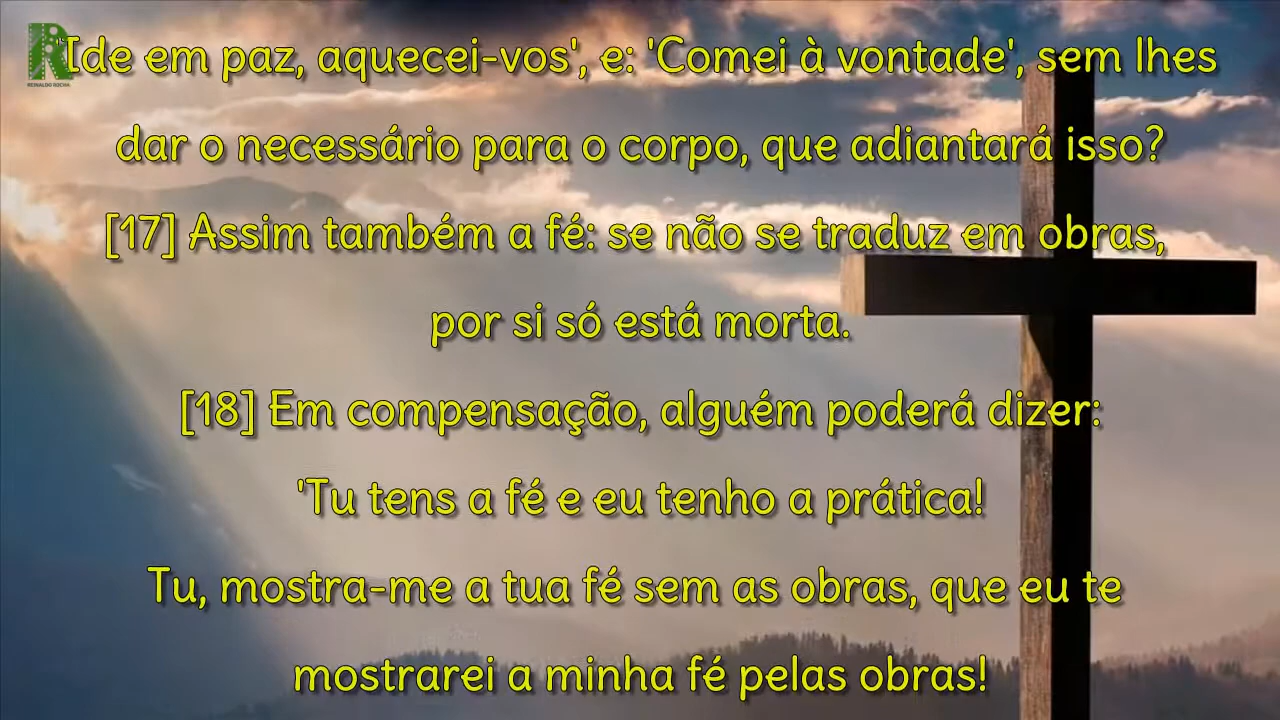 'Ide em paz, aquecei-vos', e: 'Comei à vontade', sem lhes
dar o necessário para o corpo, que adiantará isso?
[17] Assim também a fé: se não se traduz em obras,
por si só está morta.
[18] Em compensação, alguém poderá dizer:
'Tu tens a fé e eu tenho a prática!
Tu, mostra-me a tua fé sem as obras, que eu te
mostrarei a minha fé pelas obras!
R
REINALDO ROCHA